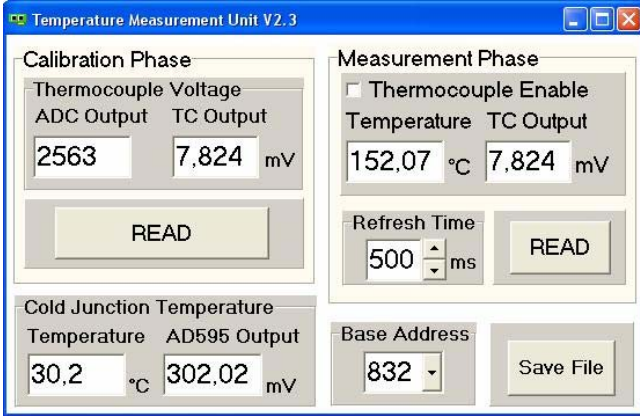 Temperature Measurement Unit V2.3
Calibration Phase
Thermocouple Voltage
ADC Output TC Output
2563 7,824 mV
READ
Cold Junction Temperature
Temperature AD595 Output
30,2 °C 302,02 mV
Measurement Phase
Thermocouple Enable
Temperature TC Output
152,07 °C 7,824 mV
Refresh Time
500 ms
READ
Base Address
832
Save File